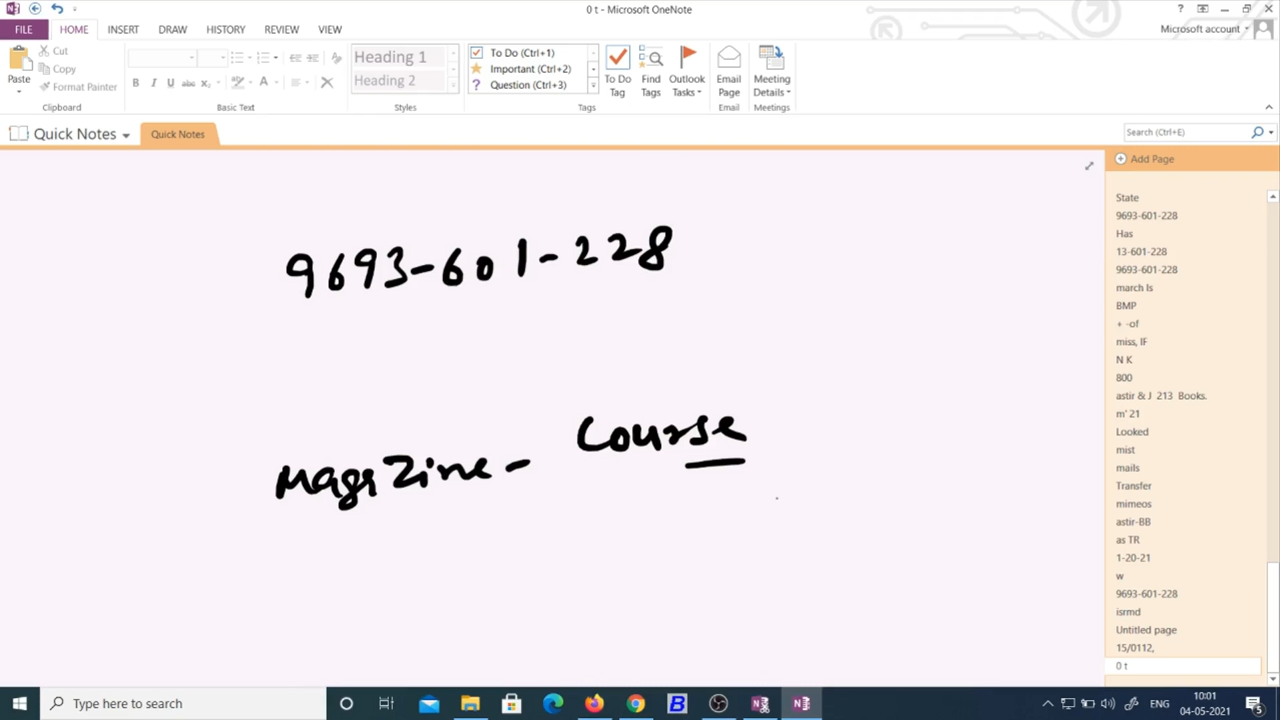 0 t - Microsoft OneNote
FILE HOME INSERT DRAW HISTORY REVIEW VIEW
Microsoft account
Paste
Cut
Copy
Format Painter
Clipboard
B I U abc x₂ A
Basic Text
Heading 1
Heading 2
Styles
To Do (Ctrl+1)
Important (Ctrl+2)
Question (Ctrl+3)
To Do Tag
Find Tags
Outlook Tasks
Tags
Email Page
Email
Meeting Details
Meetings
Quick Notes
Quick Notes
Search (Ctrl+E)
9693-601-228
Magazine - Course
Add Page
State
9693-601-228
Has
13-601-228
9693-601-228
march Is
BMP
+ -of
miss, IF
N K
800
astir & J 213 Books.
m' 21
Looked
mist
mails
Transfer
mimeos
astir-BB
as TR
1-20-21
w
9693-601-228
isrmd
Untitled page
15/0112,
0 t
Type here to search
B
N
ENG
10:01
04-05-2021
5